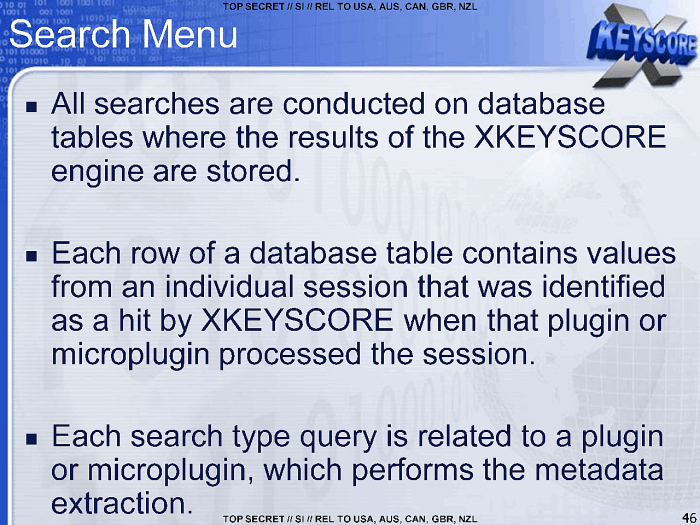 TOP SECRET // SI // REL TO USA, AUS, CAN, GBR, NZL
Search Menu
XKEYSCORE
■ All searches are conducted on database
tables where the results of the XKEYSCORE
engine are stored.
■ Each row of a database table contains values
from an individual session that was identified
as a hit by XKEYSCORE when that plugin or
microplugin processed the session.
■ Each search type query is related to a plugin
or microplugin, which performs the metadata
extraction.
TOP SECRET // SI // REL TO USA, AUS, CAN, GBR, NZL
46